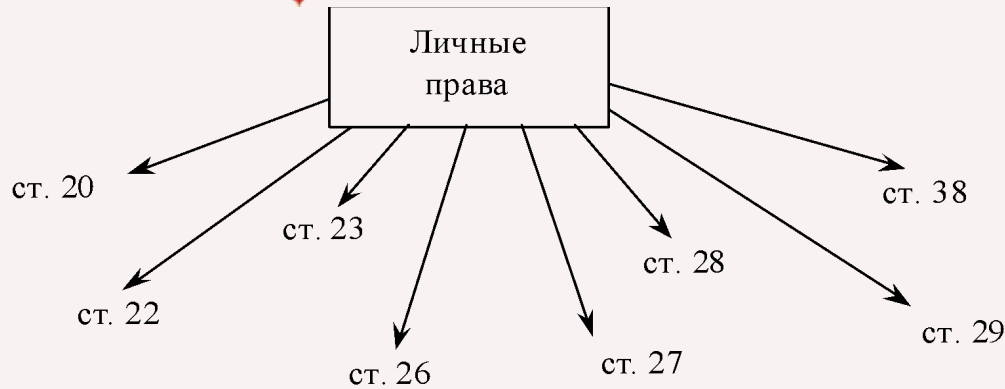 Личные
права
ст. 20
ст. 22
ст. 23
ст. 26
ст. 27
ст. 28
ст. 29
ст. 38